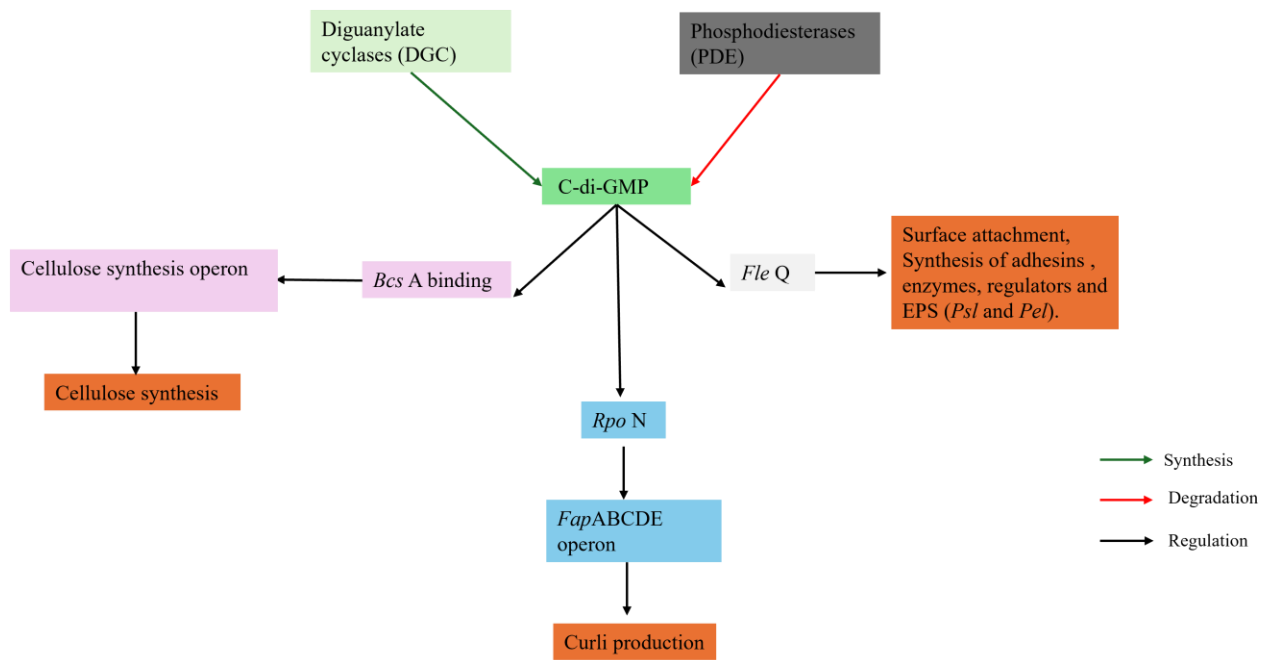 Diguanylate
cyclases (DGC)
Phosphodiesterases
(PDE)
C-di-GMP
Cellulose synthesis operon
Bcs A binding
Fle Q
Surface attachment,
Synthesis of adhesins ,
enzymes, regulators and
EPS (Psl and Pel).
Cellulose synthesis
Rpo N
Synthesis
Degradation
Regulation
FapABCDE
operon
Curli production